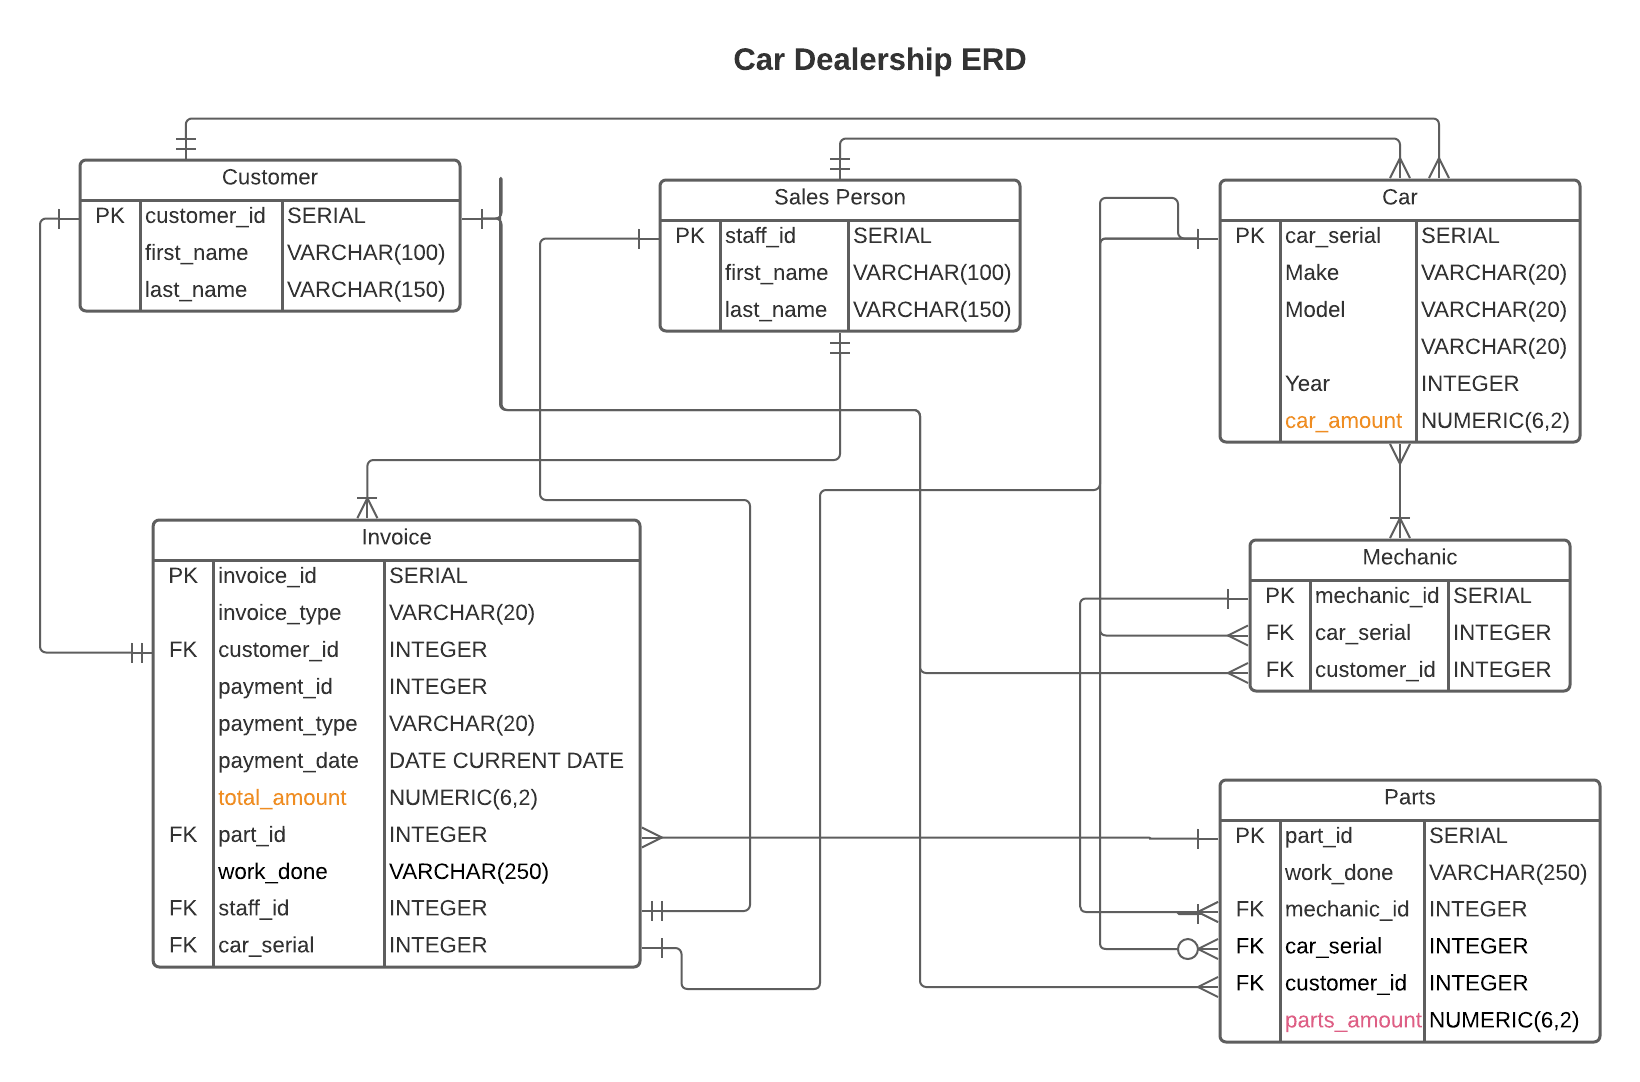 Car Dealership ERD
Customer
PK customer_id SERIAL
first_name VARCHAR(100)
last_name VARCHAR(150)
Sales Person
PK staff_id SERIAL
first_name VARCHAR(100)
last_name VARCHAR(150)
Car
PK car_serial SERIAL
Make VARCHAR(20)
Model VARCHAR(20)
VARCHAR(20)
Year INTEGER
car_amount NUMERIC(6,2)
Invoice
PK invoice_id SERIAL
invoice_type VARCHAR(20)
FK customer_id INTEGER
payment_id INTEGER
payment_type VARCHAR(20)
payment_date DATE CURRENT DATE
total_amount NUMERIC(6,2)
FK part_id INTEGER
work_done VARCHAR(250)
FK staff_id INTEGER
FK car_serial INTEGER
Mechanic
PK mechanic_id SERIAL
FK car_serial INTEGER
FK customer_id INTEGER
Parts
PK part_id SERIAL
work_done VARCHAR(250)
FK mechanic_id INTEGER
FK car_serial INTEGER
FK customer_id INTEGER
parts_amount NUMERIC(6,2)